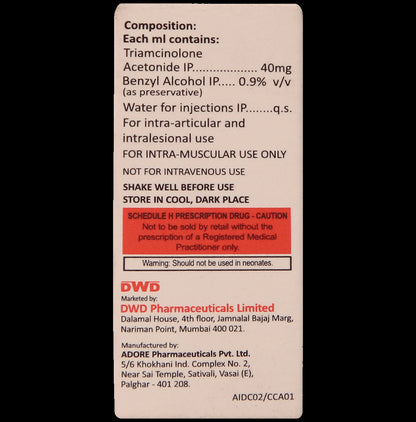 Composition:
Each ml contains:
Triamcinolone
Acetonide IP................... 40mg
Benzyl Alcohol IP..... 0.9% v/v
(as preservative)
Water for injections IP........q.s.
For intra-articular and
intralesional use
FOR INTRA-MUSCULAR USE ONLY
NOT FOR INTRAVENOUS USE
SHAKE WELL BEFORE USE
STORE IN COOL, DARK PLACE
SCHEDULE H PRESCRIPTION DRUG - CAUTION
Not to be sold by retail without the
prescription of a Registered Medical
Practitioner only.
Warning: Should not be used in neonates.
DWD
Marketed by:
DWD Pharmaceuticals Limited
Dalamal House, 4th floor, Jamnalal Bajaj Marg,
Nariman Point, Mumbai 400 021.
Manufactured by:
ADORE Pharmaceuticals Pvt. Ltd.
5/6 Khokhani Ind. Complex No. 2,
Near Sai Temple, Sativali, Vasai (E),
Palghar - 401 208.
AIDC02/CCA01